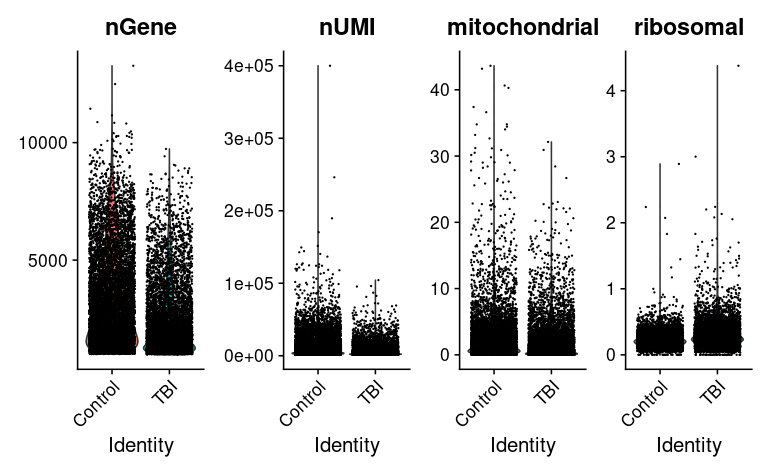 nGene
10000
5000
Control
TBI
Identity
nUMI
4e+05
3e+05
2e+05
1e+05
0e+00
Control
TBI
Identity
mitochondrial
40
30
20
10
0
Control
TBI
Identity
ribosomal
4
3
2
1
0
Control
TBI
Identity